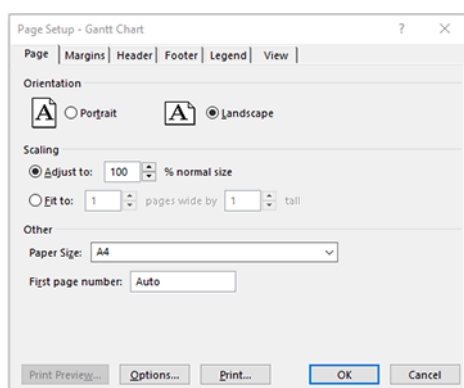 Page Setup - Gantt Chart ? ×
Page Margins Header Footer Legend View
Orientation
A Portrait A Landscape
Scaling
Adjust to: 100 % normal size
Fit to: 1 pages wide by 1 tall
Other
Paper Size: A4
First page number: Auto
Print Preview... Options... Print... OK Cancel